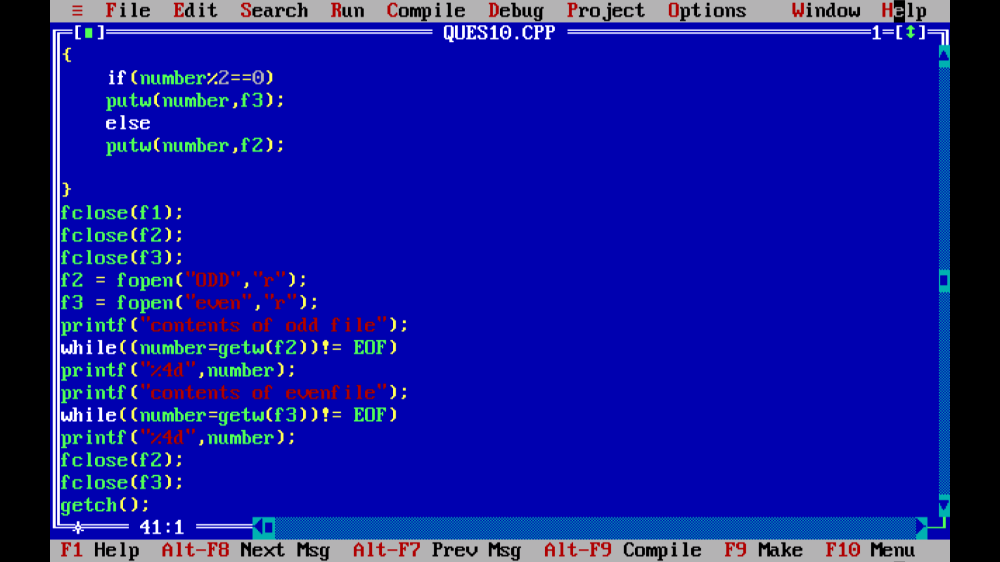 ≡ File Edit Search Run Compile Debug Project Options Window Help
[■] QUES10.CPP 1=[↕]
{
if(number%2==0)
putw(number,f3);
else
putw(number,f2);
}
fclose(f1);
fclose(f2);
fclose(f3);
f2 = fopen("ODD","r");
f3 = fopen("even","r");
printf("contents of odd file");
while((number=getw(f2))!= EOF)
printf("%4d",number);
printf("contents of evenfile");
while((number=getw(f3))!= EOF)
printf("%4d",number);
fclose(f2);
fclose(f3);
getch();
41:1
F1 Help Alt-F8 Next Msg Alt-F7 Prev Msg Alt-F9 Compile F9 Make F10 Menu